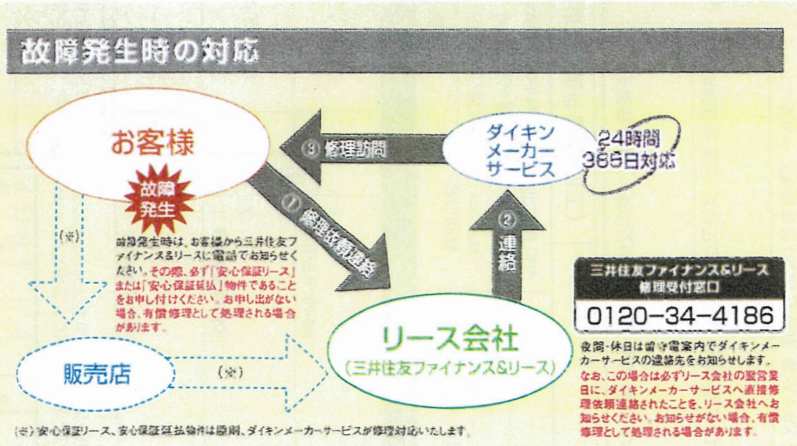 故障発生時の対応
お客様
故障
発生
③ 修理訪問
ダイキン
メーカー
サービス
24時間
365日対応
① 修理依頼連絡
② 連絡
(※)
故障発生時は、お客様から三井住友フ
ァイナンス&リースに電話でお知らせく
ださい。その際、必ず「安心保証リース」
または「安心保証延払」物件であること
をお申し付けください。お申し出がない
場合、有償修理として処理される場合
があります。
三井住友ファイナンス&リース
修理受付窓口
0120-34-4186
リース会社
(三井住友ファイナンス&リース)
販売店
(※)
夜間・休日は留守電案内でダイキンメー
カーサービスの連絡先をお知らせします。
なお、この場合は必ずリース会社の翌営業
日に、ダイキンメーカーサービスへ直接修
理依頼連絡されたことを、リース会社へお
知らせください。お知らせがない場合、有償
修理として処理される場合があります。
(※)安心保証リース、安心保証延払物件は原則、ダイキンメーカーサービスが修理対応いたします。